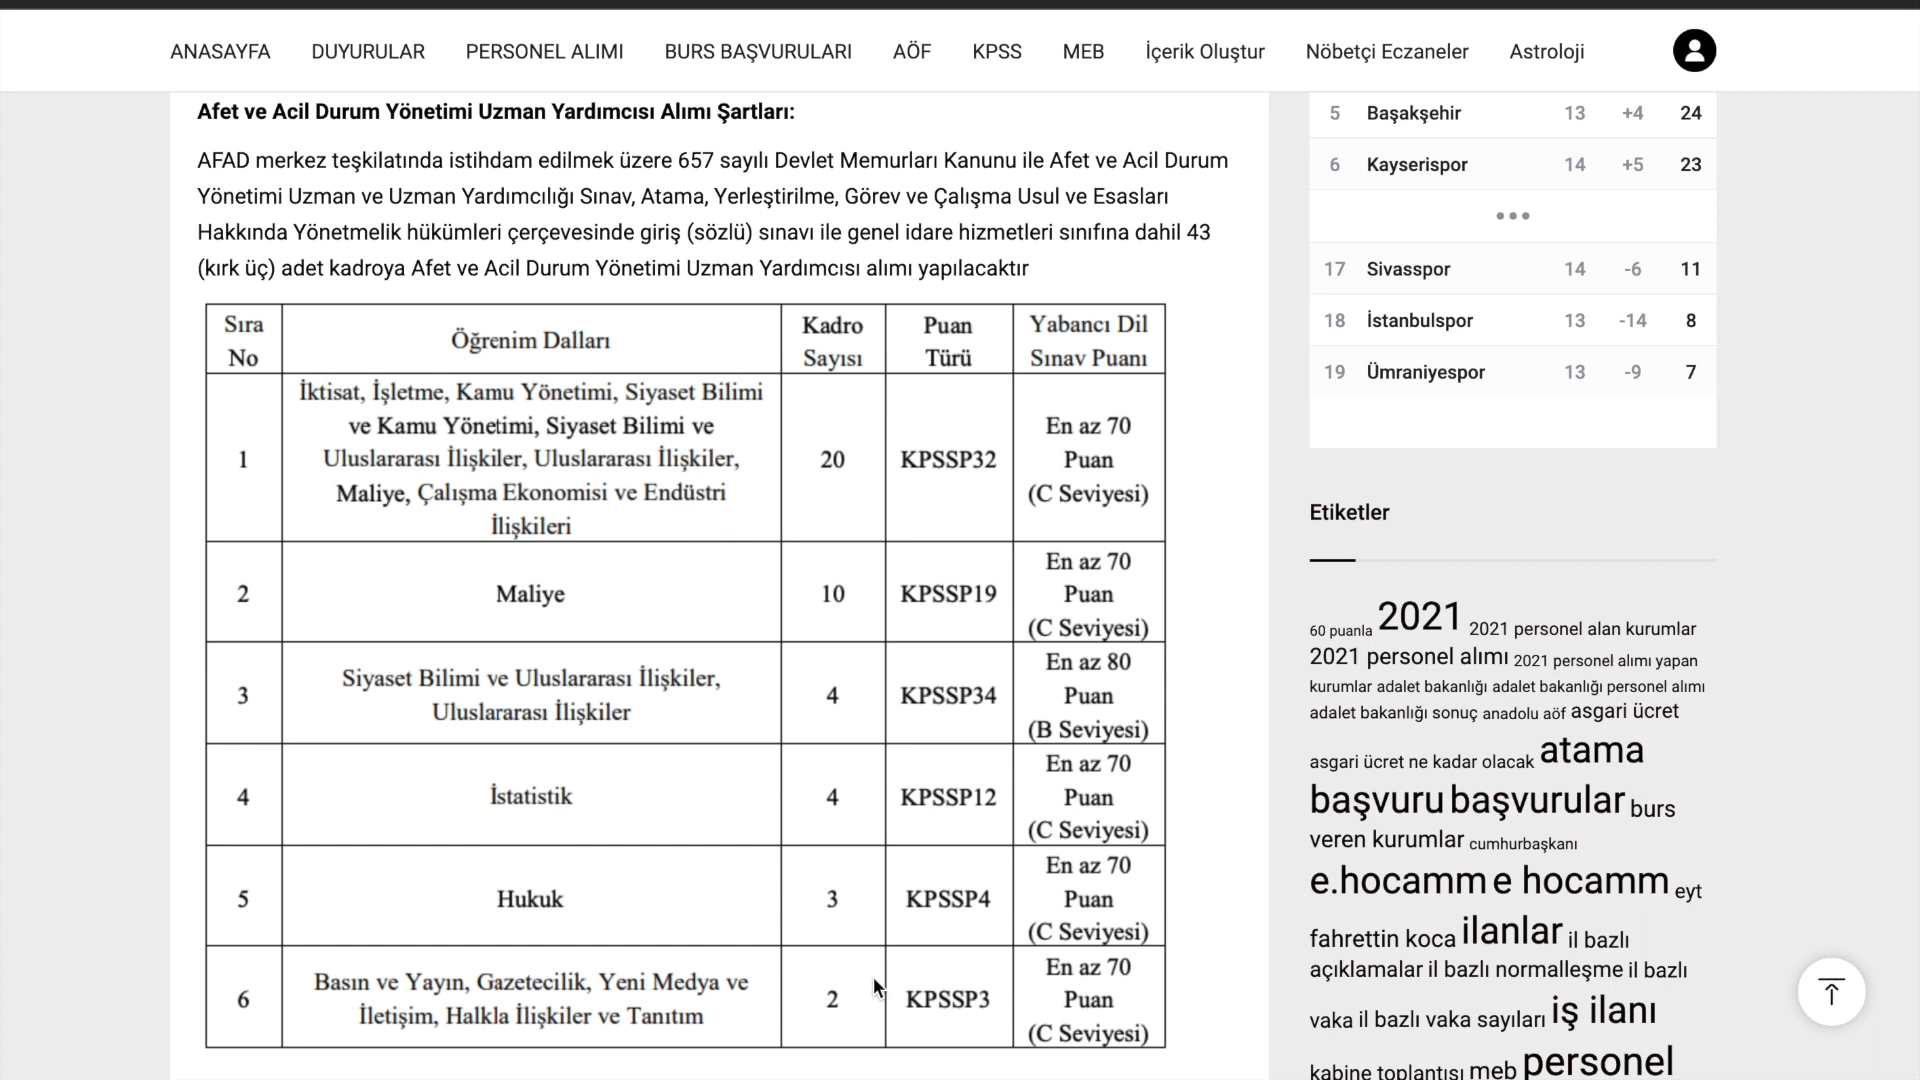 ANASAYFA DUYURULAR PERSONEL ALIMI BURS BAŞVURULARI AÖF KPSS MEB İçerik Oluştur Nöbetçi Eczaneler Astroloji
Afet ve Acil Durum Yönetimi Uzman Yardımcısı Alımı Şartları:
AFAD merkez teşkilatında istihdam edilmek üzere 657 sayılı Devlet Memurları Kanunu ile Afet ve Acil Durum
Yönetimi Uzman ve Uzman Yardımcılığı Sınav, Atama, Yerleştirilme, Görev ve Çalışma Usul ve Esasları
Hakkında Yönetmelik hükümleri çerçevesinde giriş (sözlü) sınavı ile genel idare hizmetleri sınıfına dahil 43
(kırk üç) adet kadroya Afet ve Acil Durum Yönetimi Uzman Yardımcısı alımı yapılacaktır
Sıra
No
Öğrenim Dalları
Kadro
Sayısı
Puan
Türü
Yabancı Dil
Sınav Puanı
1
İktisat, İşletme, Kamu Yönetimi, Siyaset Bilimi
ve Kamu Yönetimi, Siyaset Bilimi ve
Uluslararası İlişkiler, Uluslararası İlişkiler,
Maliye, Çalışma Ekonomisi ve Endüstri
İlişkileri
20
KPSSP32
En az 70
Puan
(C Seviyesi)
2
Maliye
10
KPSSP19
En az 70
Puan
(C Seviyesi)
3
Siyaset Bilimi ve Uluslararası İlişkiler,
Uluslararası İlişkiler
4
KPSSP34
En az 80
Puan
(B Seviyesi)
4
İstatistik
4
KPSSP12
En az 70
Puan
(C Seviyesi)
5
Hukuk
3
KPSSP4
En az 70
Puan
(C Seviyesi)
6
Basın ve Yayın, Gazetecilik, Yeni Medya ve
İletişim, Halkla İlişkiler ve Tanıtım
2
KPSSP3
En az 70
Puan
(C Seviyesi)
5 Başakşehir 13 +4 24
6 Kayserispor 14 +5 23
17 Sivasspor 14 -6 11
18 İstanbulspor 13 -14 8
19 Ümraniyespor 13 -9 7
Etiketler
60 puanla 2021 2021 personel alan kurumlar
2021 personel alımı 2021 personel alımı yapan
kurumlar adalet bakanlığı adalet bakanlığı personel alımı
adalet bakanlığı sonuç anadolu aöf asgari ücret
asgari ücret ne kadar olacak atama
başvuru başvurular burs
veren kurumlar cumhurbaşkanı
e.hocamm e hocamm eyt
fahrettin koca ilanlar il bazlı
açıklamalar il bazlı normalleşme il bazlı
vaka il bazlı vaka sayıları iş ilanı
kabine toplantısı meb personel